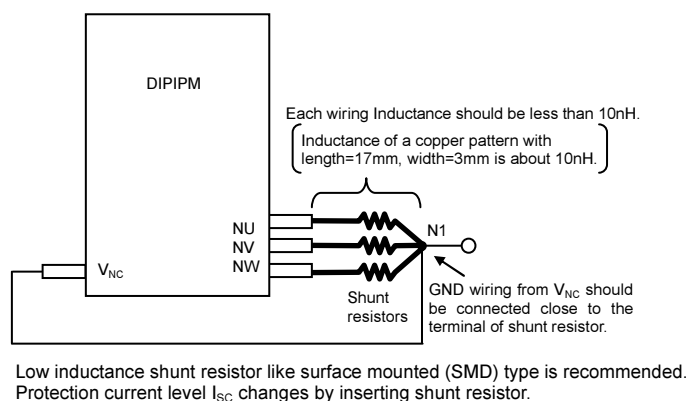 DIPIPM
Each wiring Inductance should be less than 10nH.
Inductance of a copper pattern with
length=17mm, width=3mm is about 10nH.
NU
NV
NW
N1
VNC
Shunt
resistors
GND wiring from VNC should
be connected close to the
terminal of shunt resistor.
Low inductance shunt resistor like surface mounted (SMD) type is recommended.
Protection current level ISC changes by inserting shunt resistor.